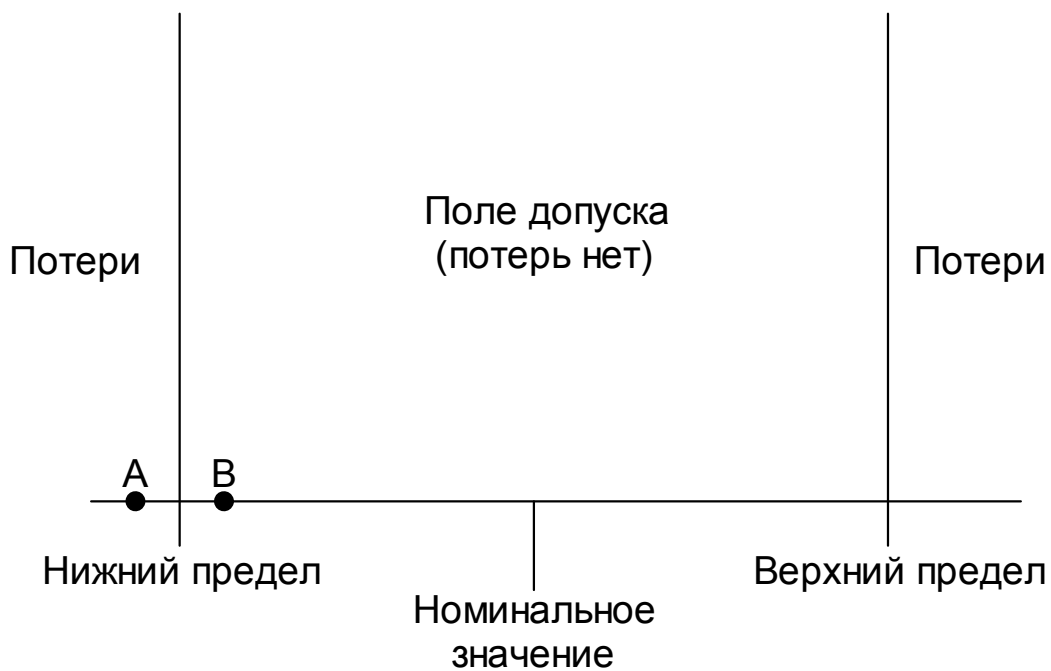 Поле допуска
(потерь нет)
Потери
Потери
A
B
Нижний предел
Верхний предел
Номинальное
значение